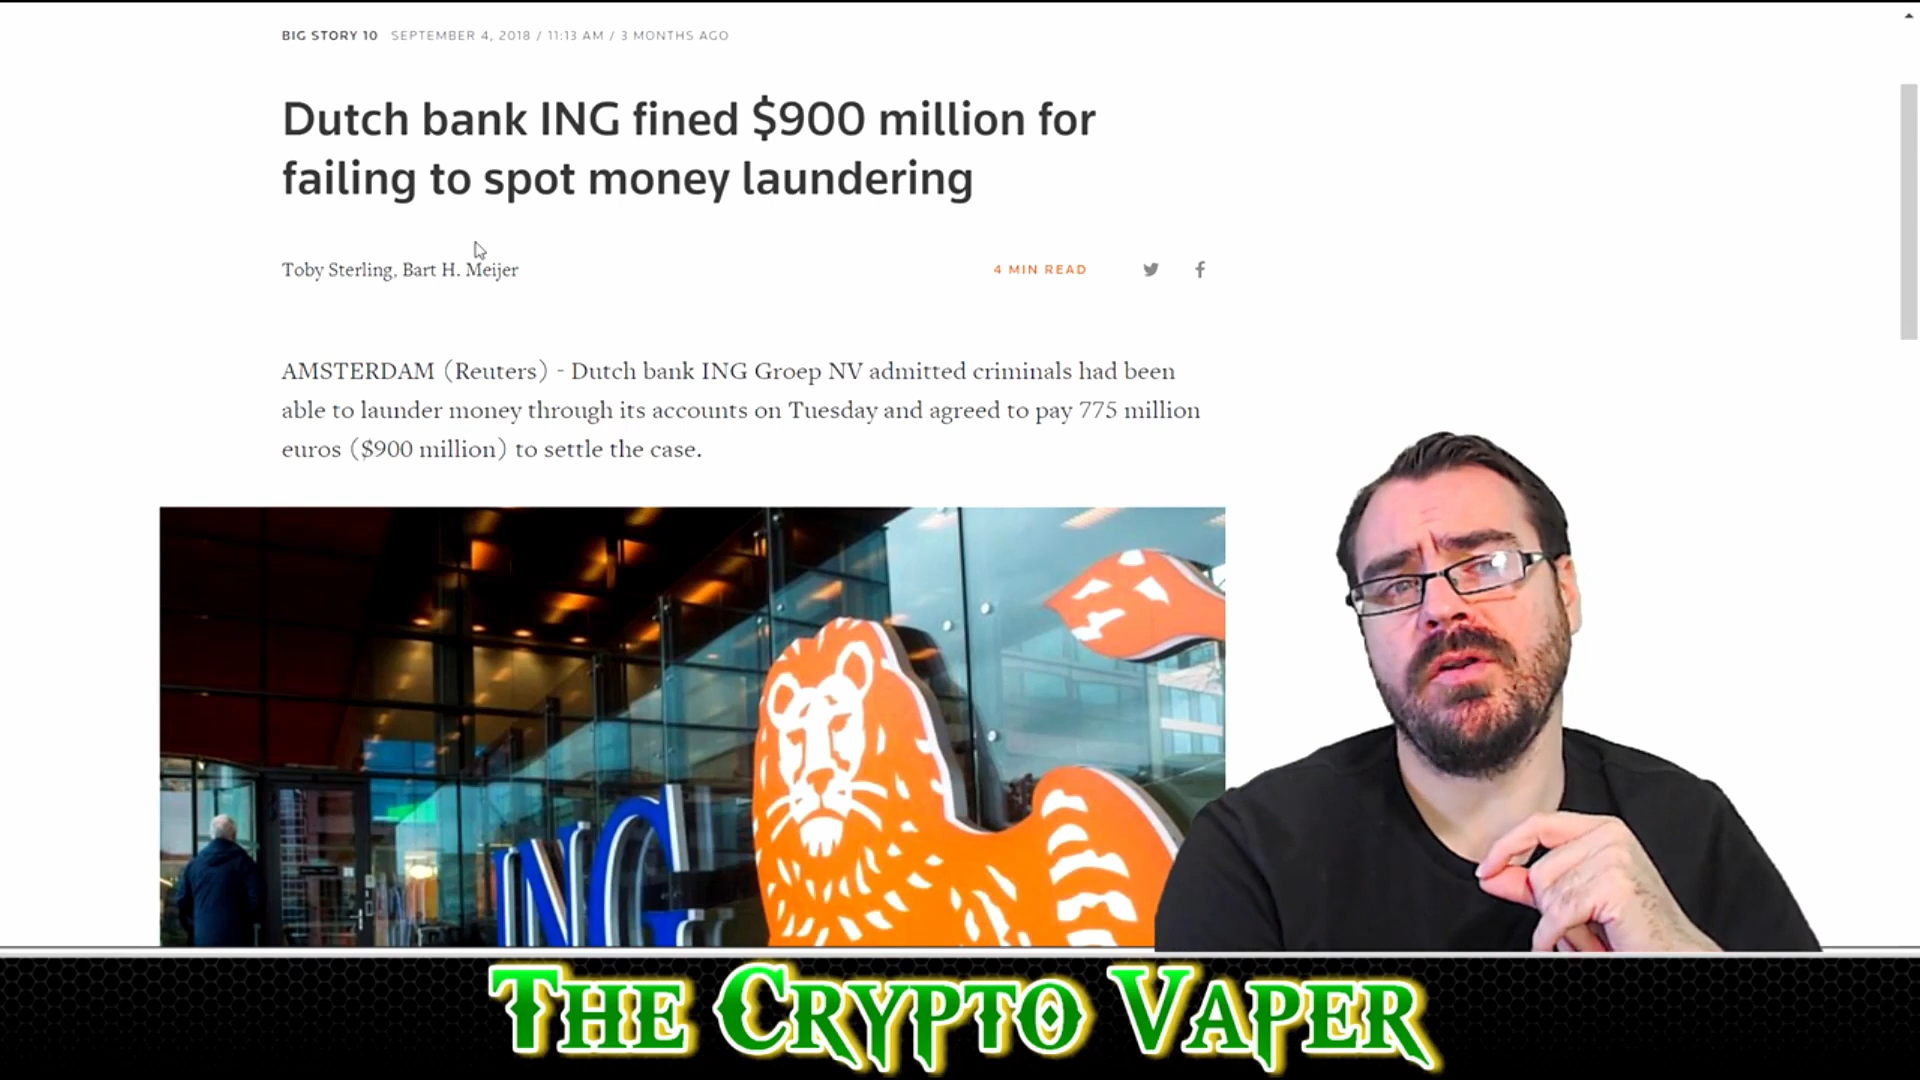 BIG STORY 10 SEPTEMBER 4, 2018 / 11:13 AM / 3 MONTHS AGO
Dutch bank ING fined $900 million for
failing to spot money laundering
Toby Sterling, Bart H. Meijer
4 MIN READ
AMSTERDAM (Reuters) - Dutch bank ING Groep NV admitted criminals had been
able to launder money through its accounts on Tuesday and agreed to pay 775 million
euros ($900 million) to settle the case.
ING
THE CRYPTO VAPER